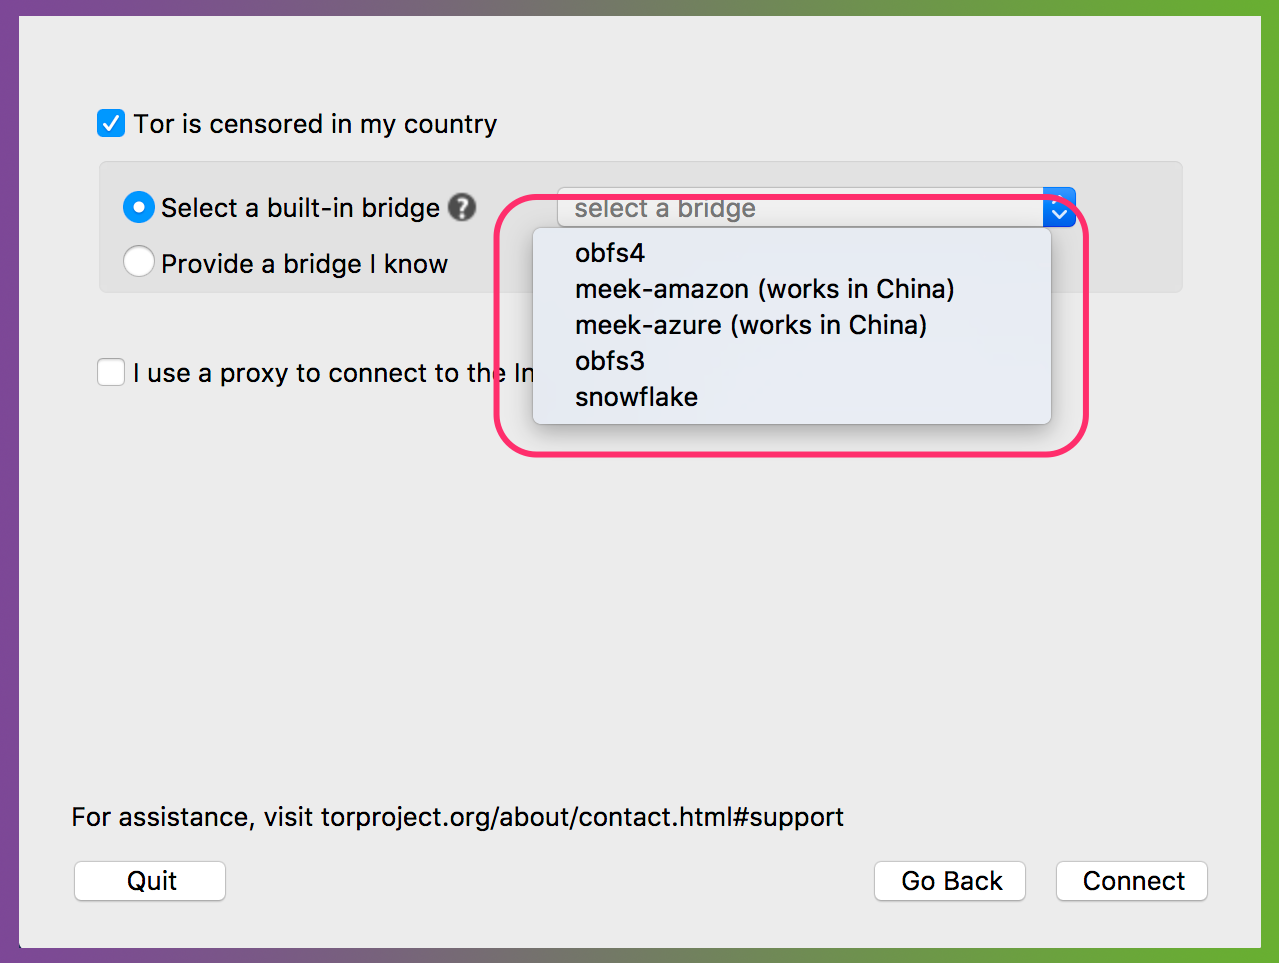 Tor is censored in my country
Select a built-in bridge ?
select a bridge
Provide a bridge I know
obfs4
meek-amazon (works in China)
meek-azure (works in China)
obfs3
snowflake
I use a proxy to connect to the
For assistance, visit torproject.org/about/contact.html#support
Quit
Go Back
Connect